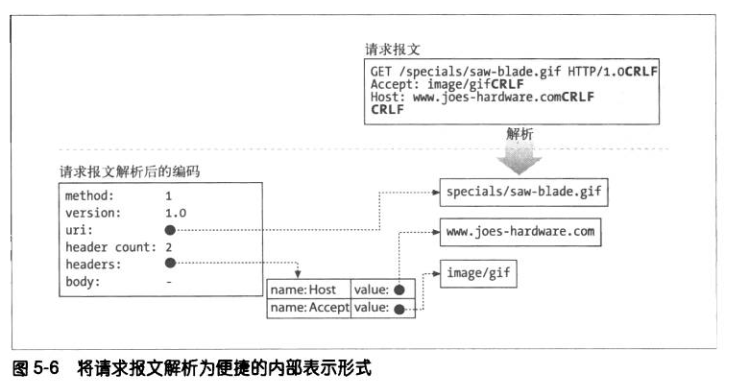 请求报文
GET /specials/saw-blade.gif HTTP/1.0CRLF
Accept: image/gifCRLF
Host: www.joes-hardware.comCRLF
CRLF
解析
请求报文解析后的编码
method: 1
version: 1.0
uri:
header count: 2
headers:
body: -
specials/saw-blade.gif
www.joes-hardware.com
image/gif
name:Host value:
name:Accept value:
图 5-6 将请求报文解析为便捷的内部表示形式